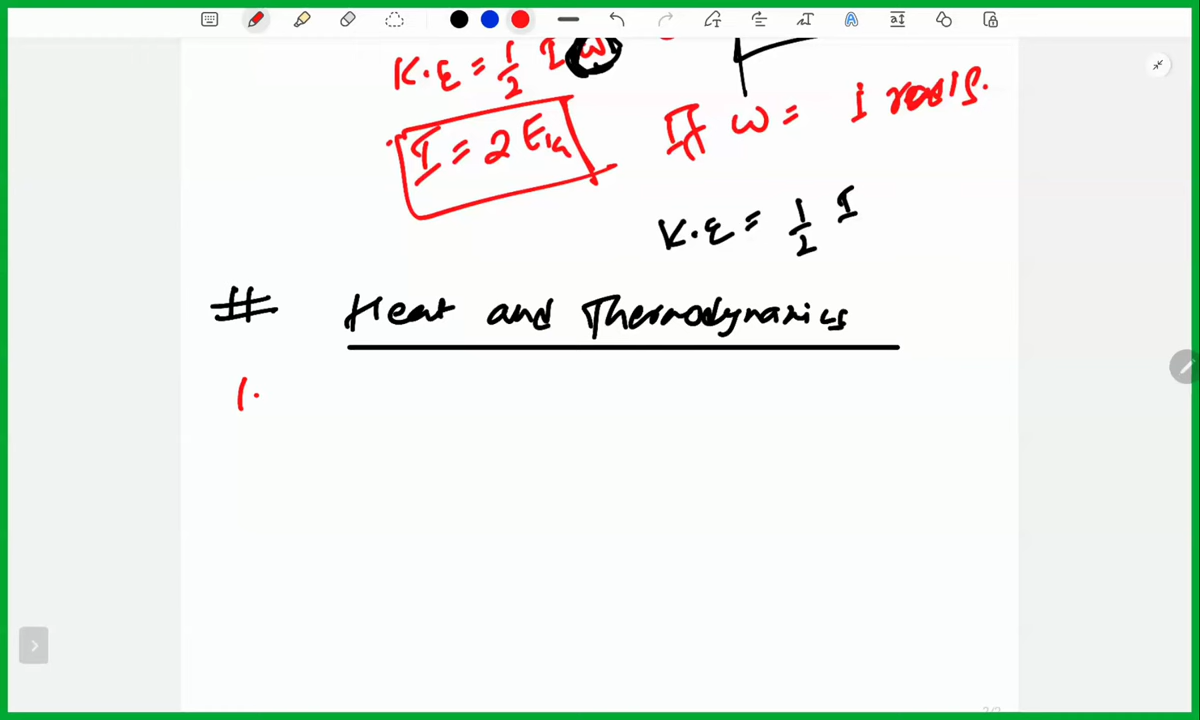 K.E = 1/2 I ω
I = 2 Ek
If ω = 1 rad/s.
K.E = 1/2 I
# Heat and Thermodynamics
1.